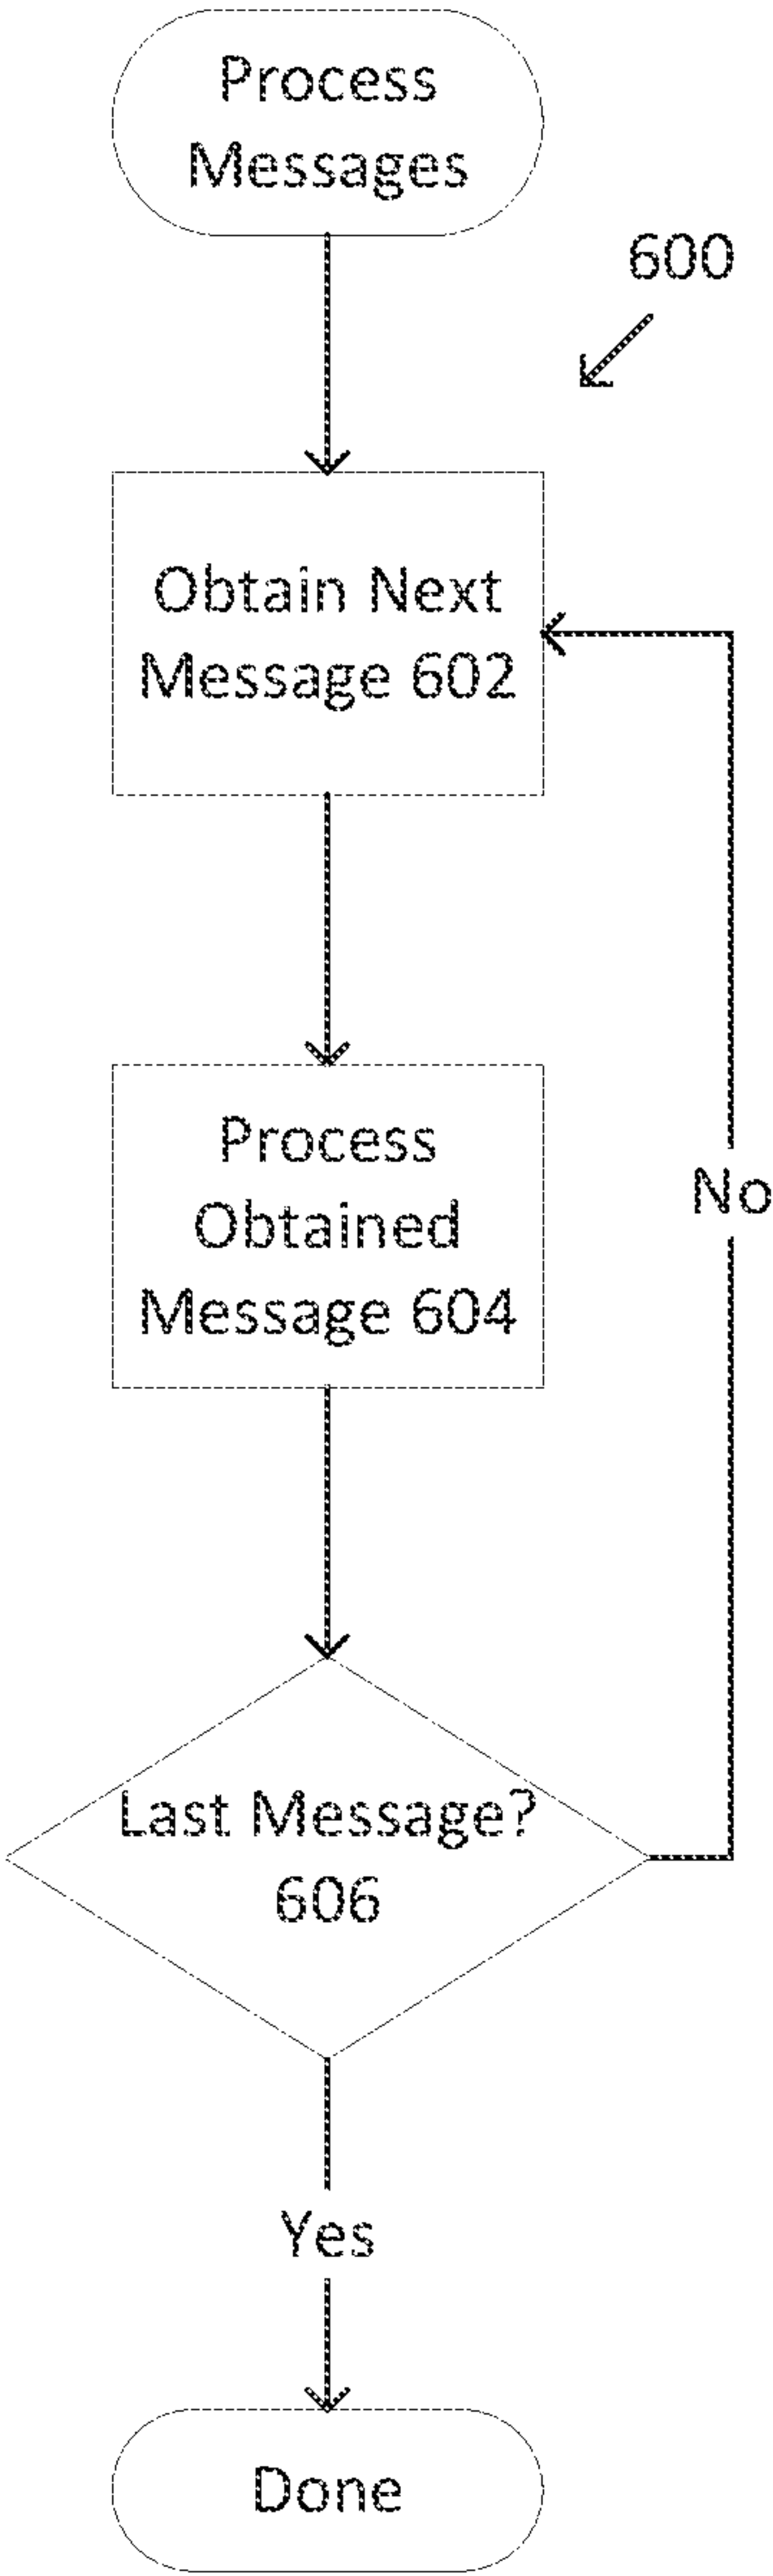 Process
Messages
600
Obtain Next
Message 602
Process
Obtained
Message 604
No
Last Message?
606
Yes
Done